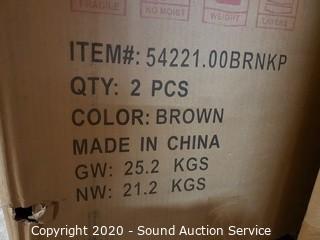 FRAGILE NO MOIST WEIGHT LAYERS
ITEM#: 54221.00BRNKP
QTY: 2 PCS
COLOR: BROWN
MADE IN CHINA
GW: 25.2 KGS
NW: 21.2 KGS
Copyright 2020 - Sound Auction Service